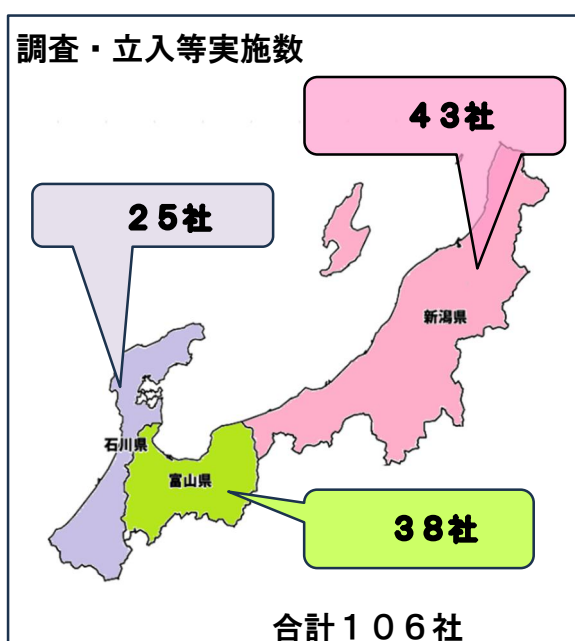 調査・立入等実施数
４３社
２５社
新潟県
石川県
富山県
３８社
合計１０６社